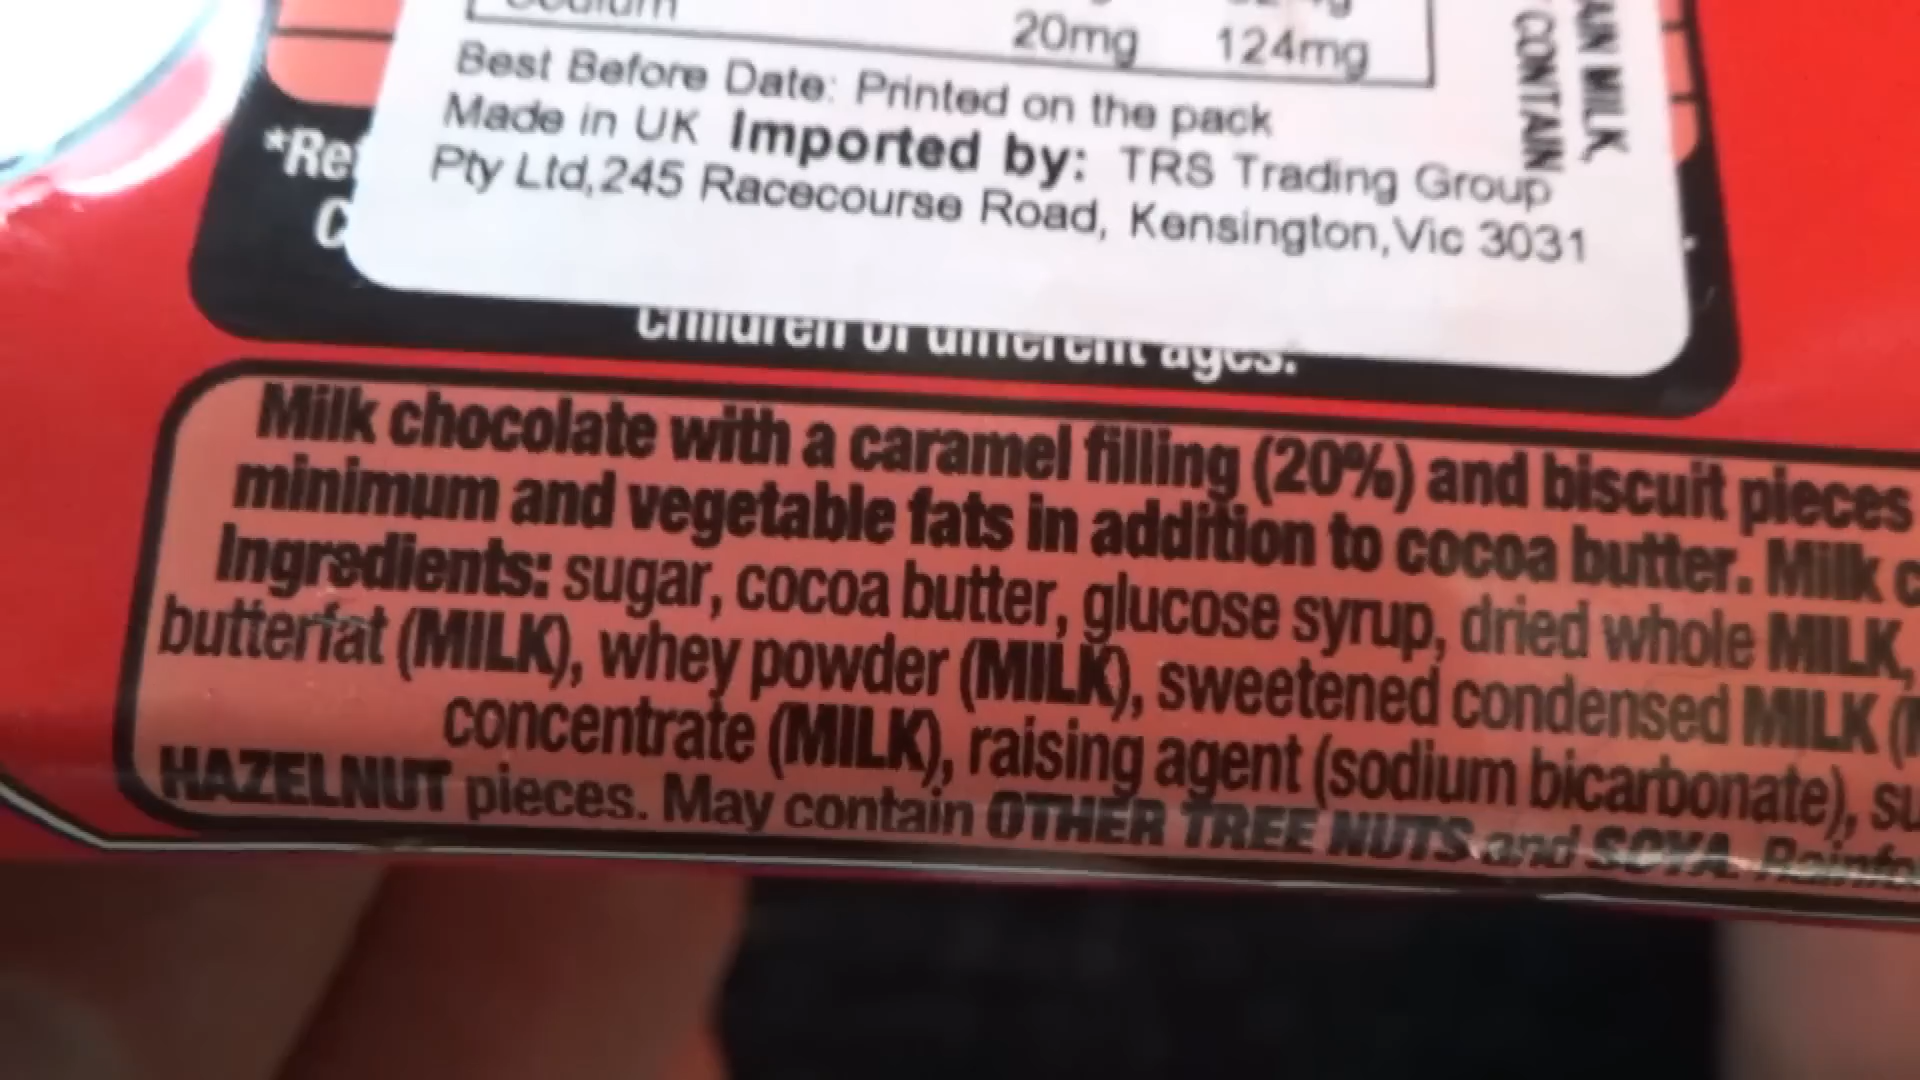 Sodium
20mg 124mg
Best Before Date: Printed on the pack
Made in UK Imported by: TRS Trading Group
Pty Ltd,245 Racecourse Road, Kensington,Vic 3031
MILK,
CONTAIN
children of different ages.
Milk chocolate with a caramel filling (20%) and biscuit pieces
minimum and vegetable fats in addition to cocoa butter. Milk
Ingredients: sugar, cocoa butter, glucose syrup, dried whole MILK,
butterfat (MILK), whey powder (MILK), sweetened condensed MILK
concentrate (MILK), raising agent (sodium bicarbonate),
HAZELNUT pieces. May contain OTHER TREE NUTS and SOYA.